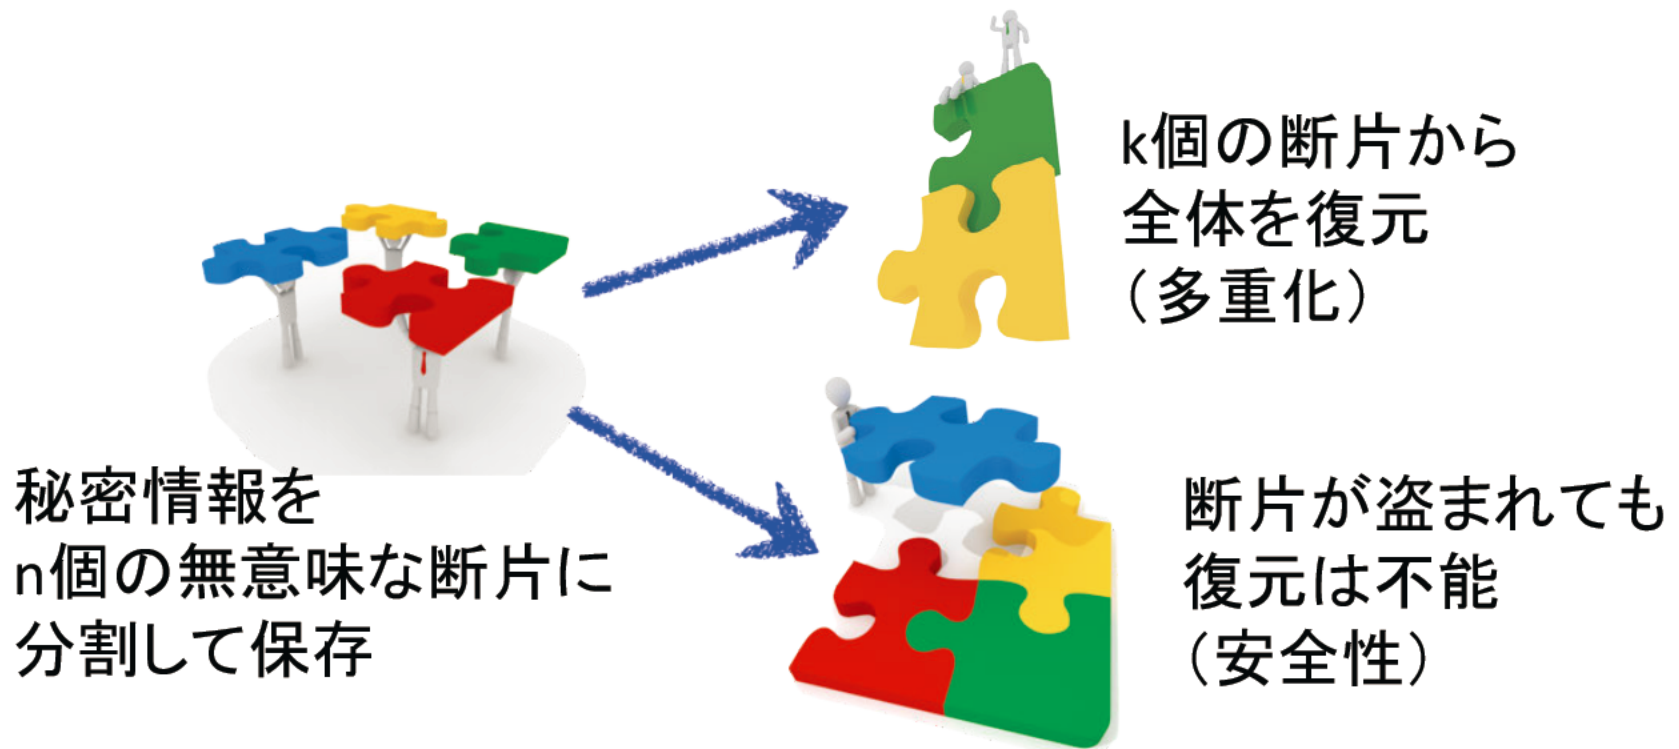 秘密情報を
n個の無意味な断片に
分割して保存
k個の断片から
全体を復元
（多重化）
断片が盗まれても
復元は不能
（安全性）